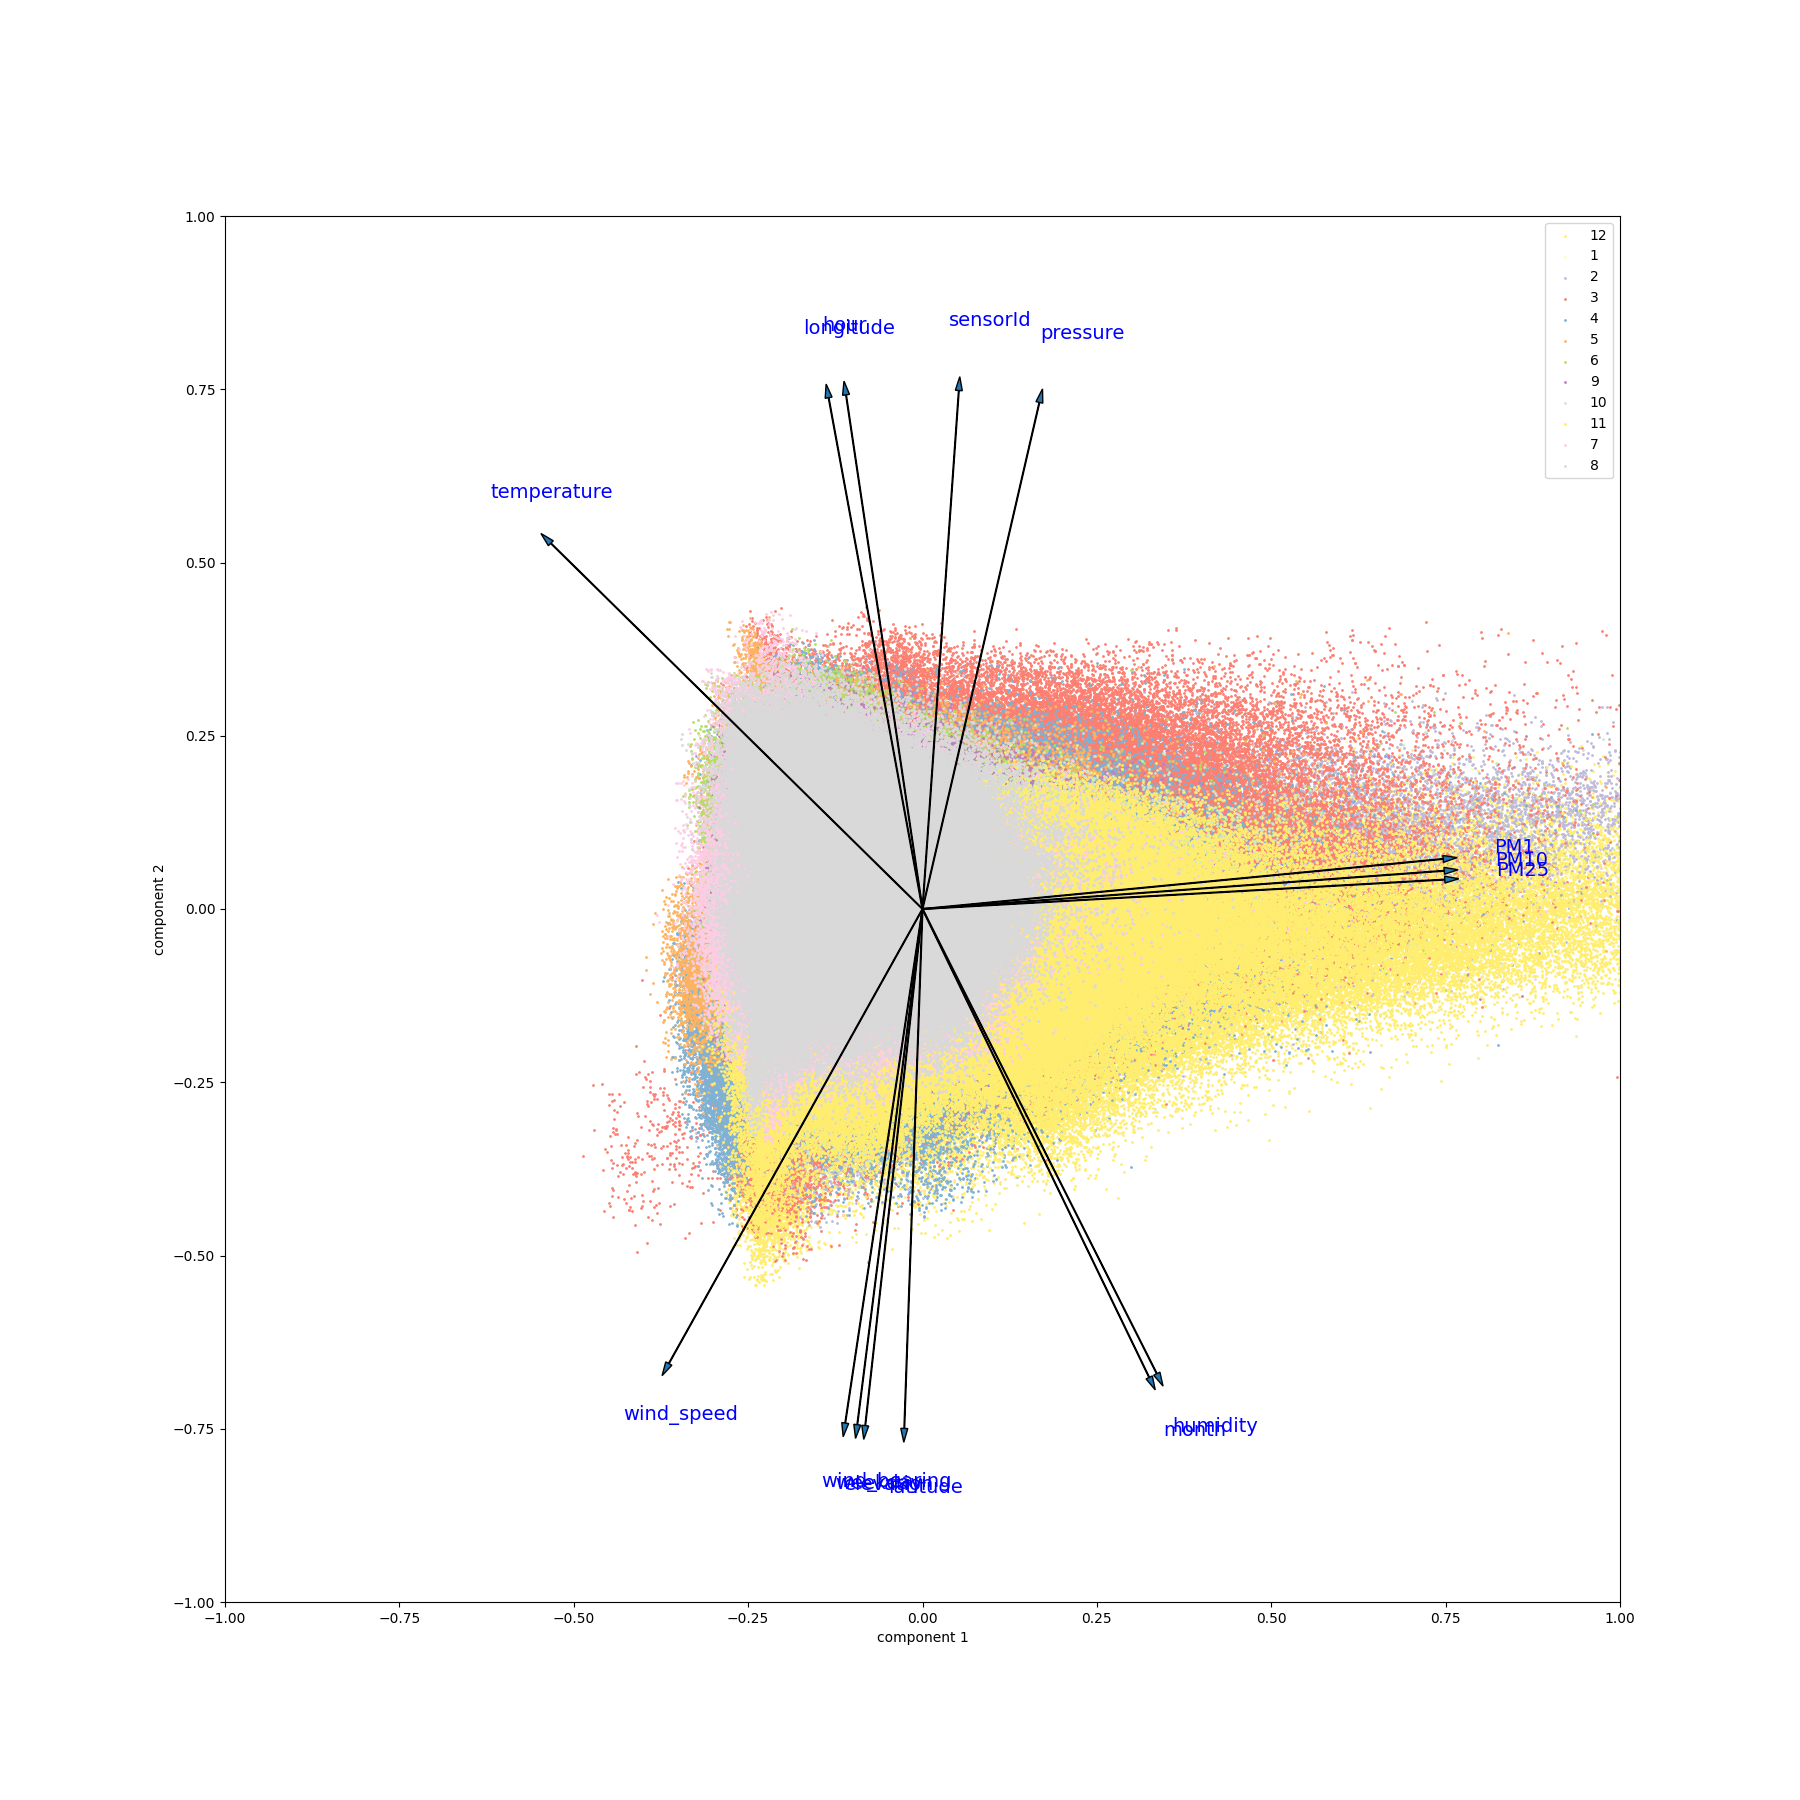 1.00
0.75
0.50
0.25
0.00
−0.25
−0.50
−0.75
−1.00
component 2
12
1
2
3
4
5
6
9
10
11
7
8
hour
longitude
sensorId
pressure
temperature
PM1
PM10
PM25
wind_speed
humidity
month
wind_bearing
latitude
−1.00
−0.75
−0.50
−0.25
0.00
0.25
0.50
0.75
1.00
component 1